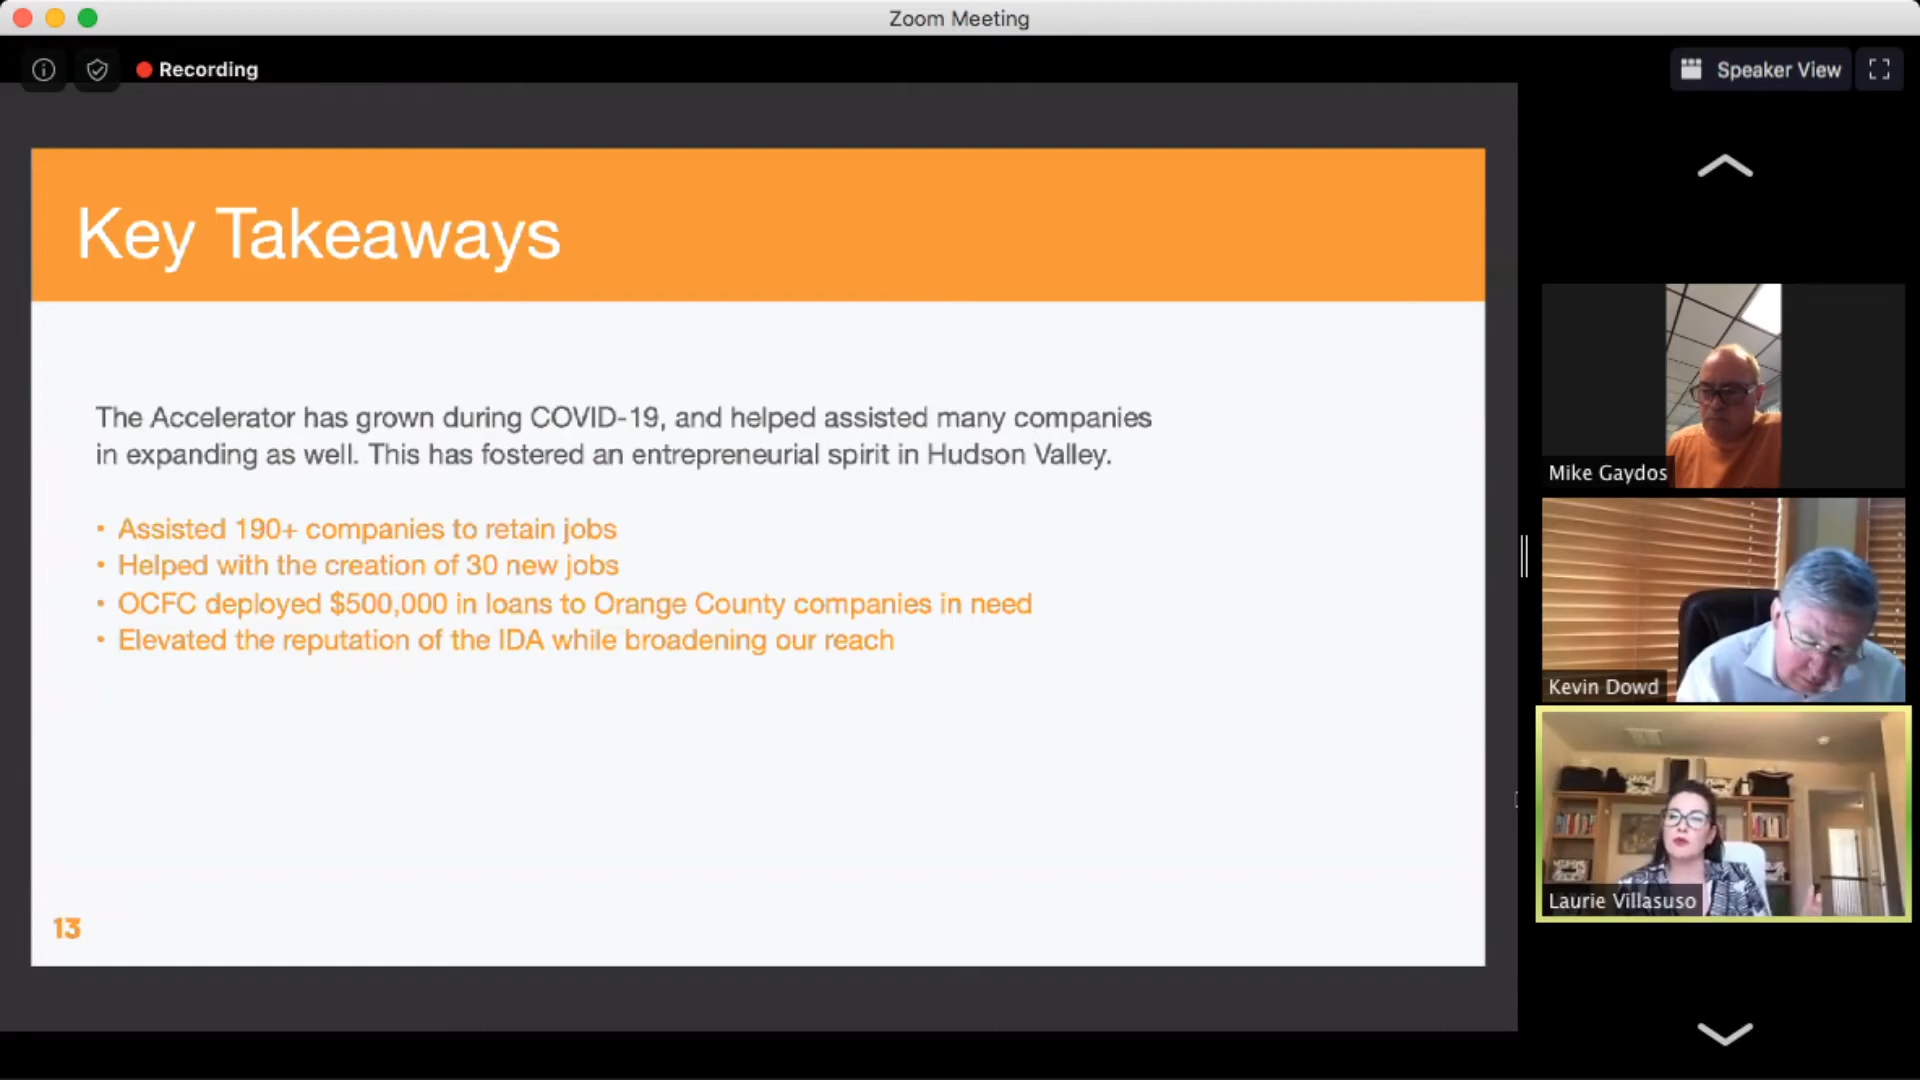 Zoom Meeting
Recording
Speaker View
Key Takeaways
The Accelerator has grown during COVID-19, and helped assisted many companies
in expanding as well. This has fostered an entrepreneurial spirit in Hudson Valley.
• Assisted 190+ companies to retain jobs
• Helped with the creation of 30 new jobs
• OCFC deployed $500,000 in loans to Orange County companies in need
• Elevated the reputation of the IDA while broadening our reach
13
Mike Gaydos
Kevin Dowd
Laurie Villasuso